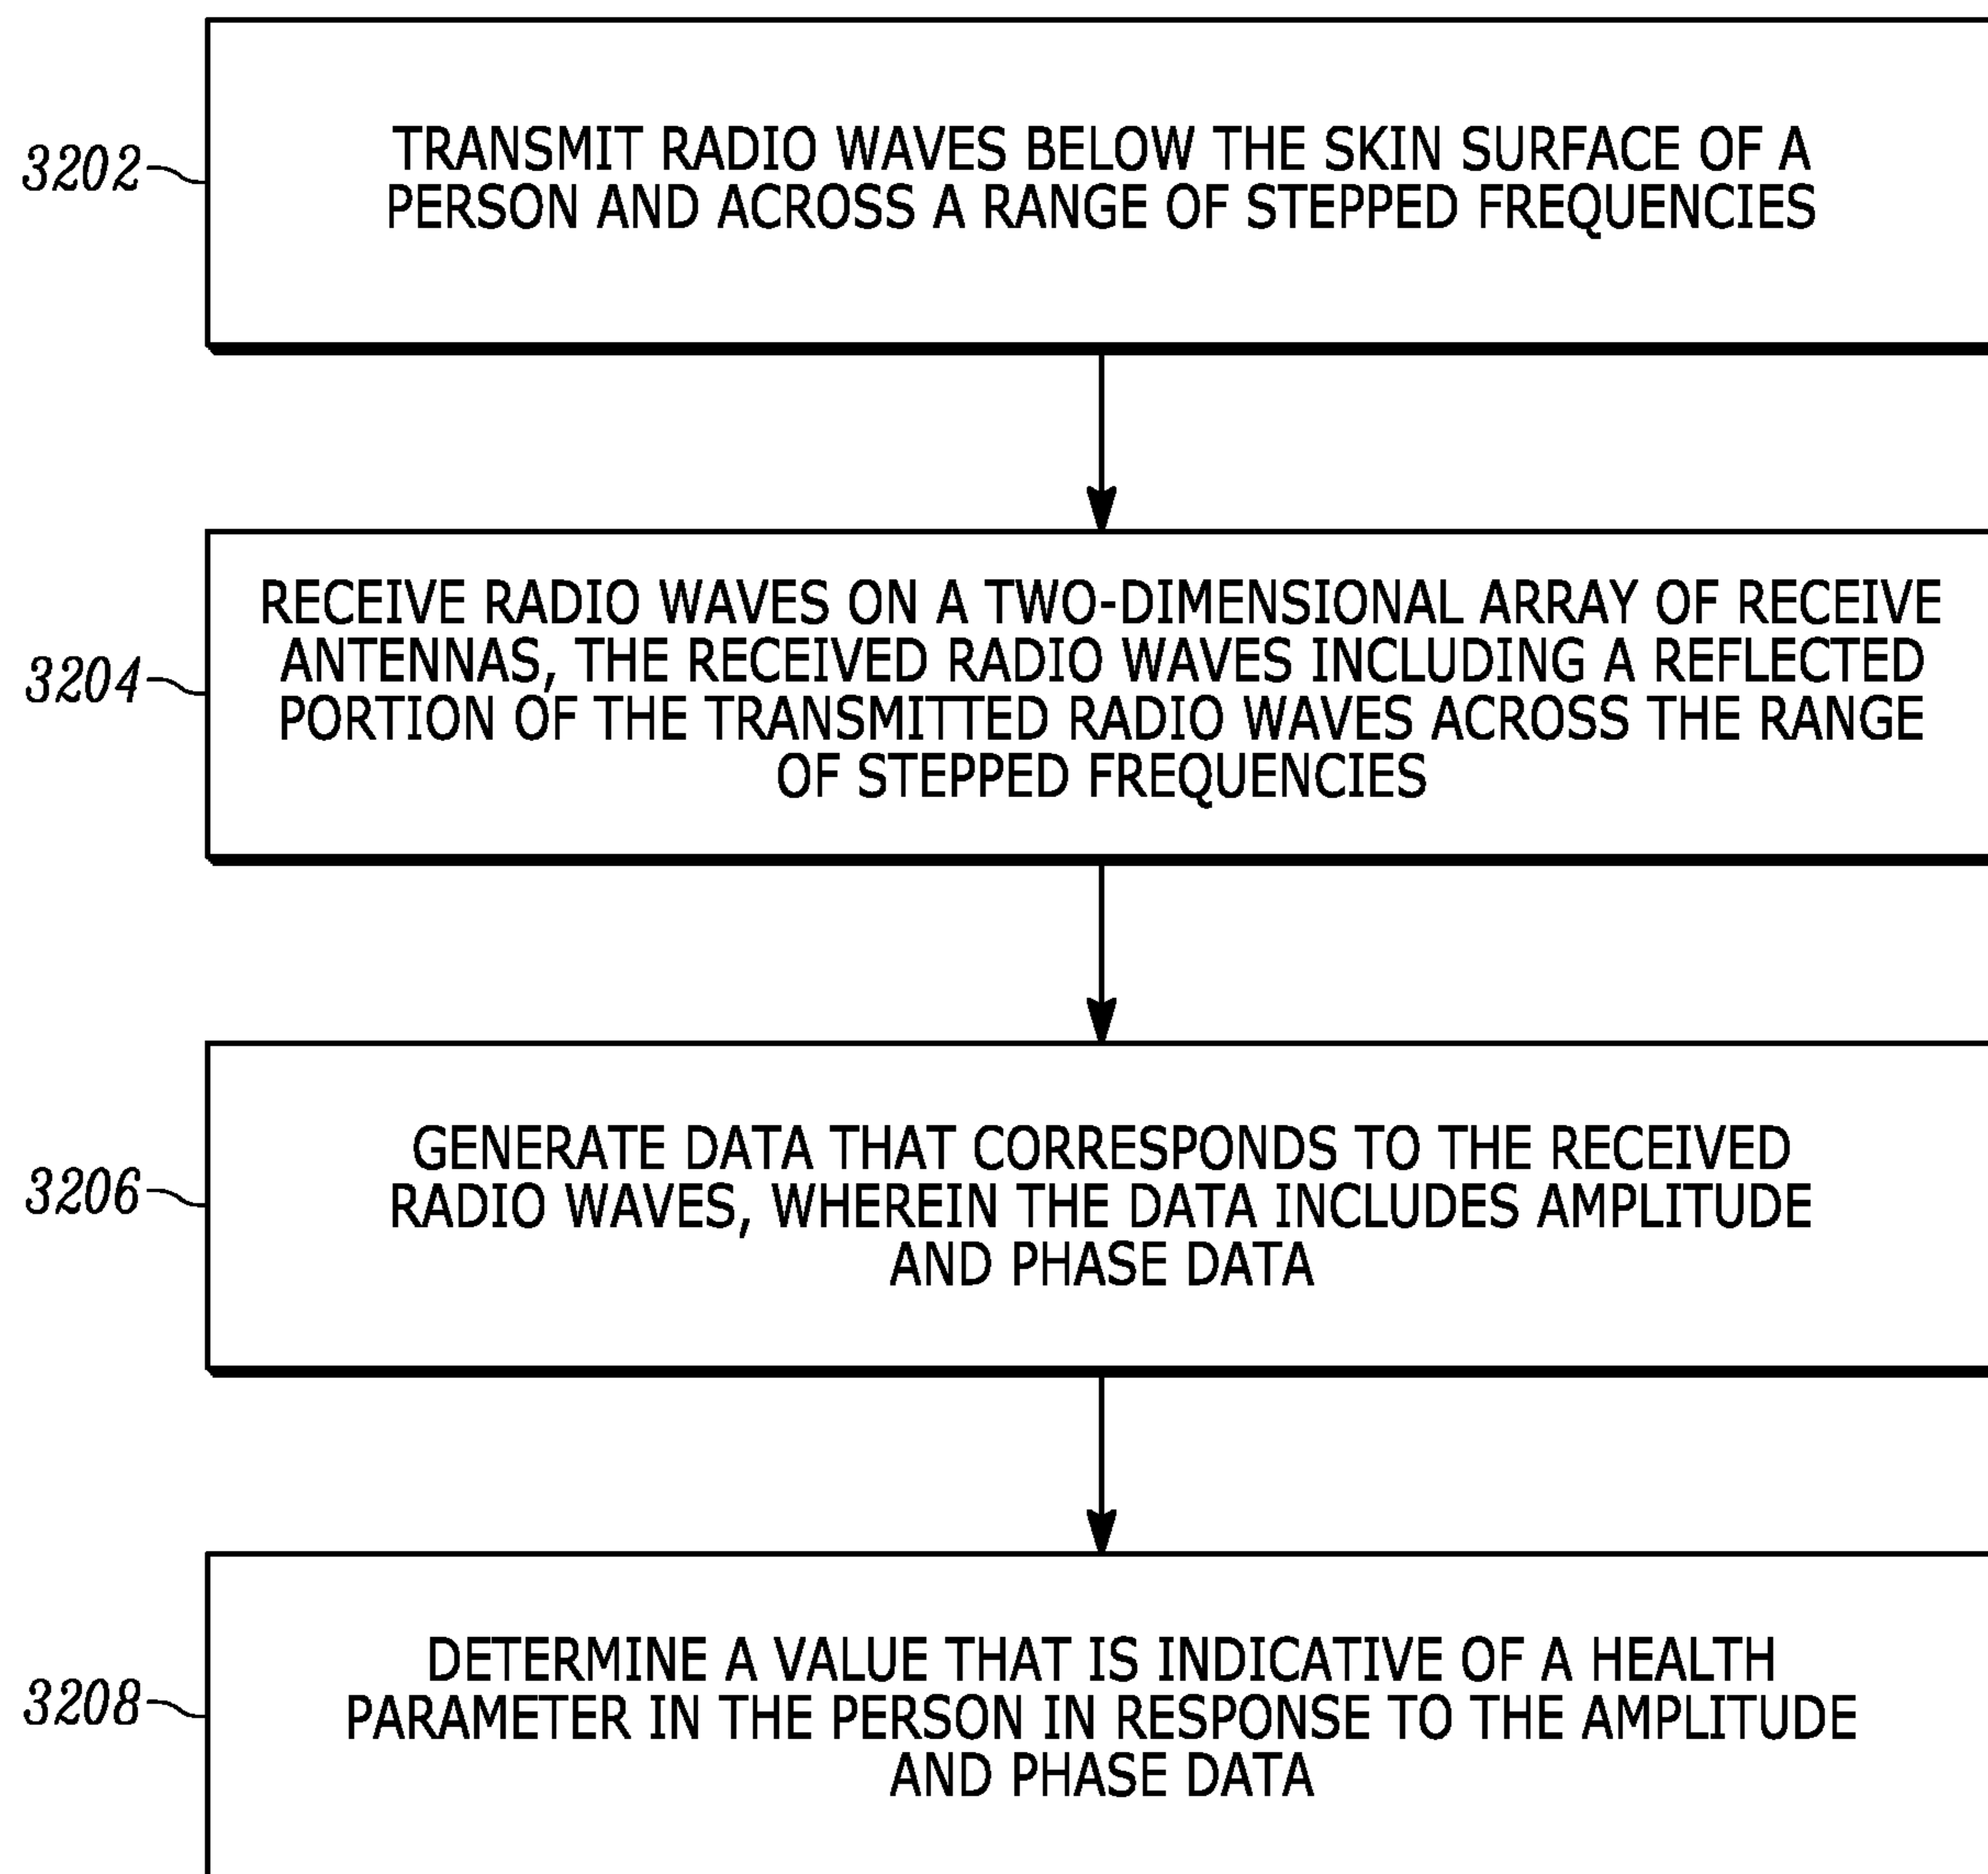 3202
TRANSMIT RADIO WAVES BELOW THE SKIN SURFACE OF A
PERSON AND ACROSS A RANGE OF STEPPED FREQUENCIES
3204
RECEIVE RADIO WAVES ON A TWO-DIMENSIONAL ARRAY OF RECEIVE
ANTENNAS, THE RECEIVED RADIO WAVES INCLUDING A REFLECTED
PORTION OF THE TRANSMITTED RADIO WAVES ACROSS THE RANGE
OF STEPPED FREQUENCIES
3206
GENERATE DATA THAT CORRESPONDS TO THE RECEIVED
RADIO WAVES, WHEREIN THE DATA INCLUDES AMPLITUDE
AND PHASE DATA
3208
DETERMINE A VALUE THAT IS INDICATIVE OF A HEALTH
PARAMETER IN THE PERSON IN RESPONSE TO THE AMPLITUDE
AND PHASE DATA